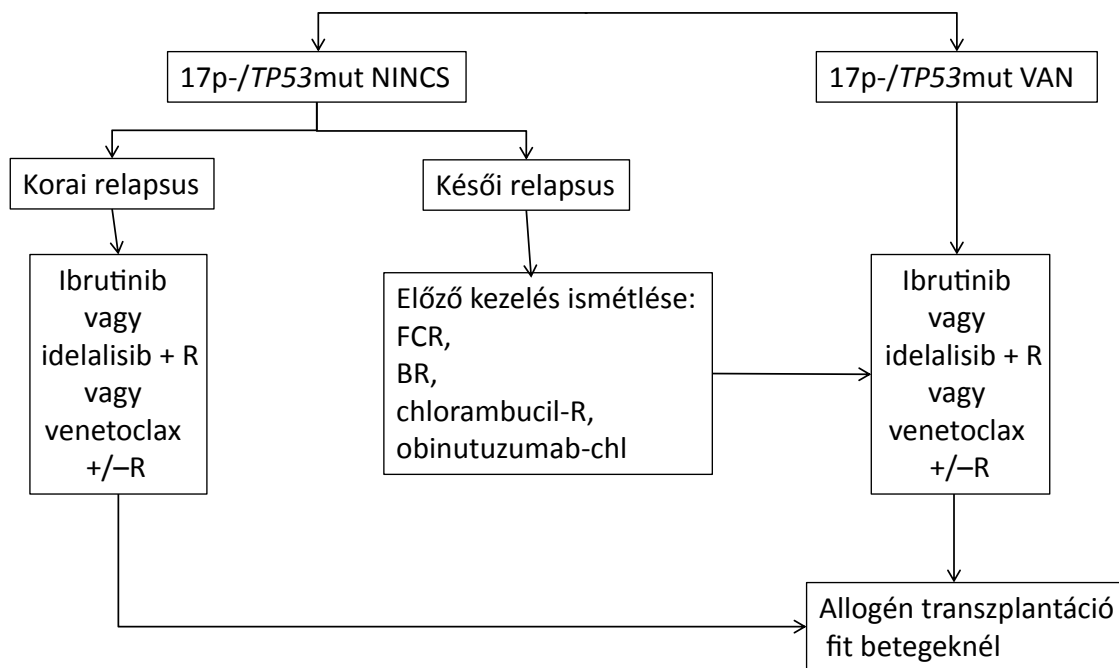 17p-/TP53mut NINCS
17p-/TP53mut VAN
Korai relapsus
Késői relapsus
Ibrutinib
vagy
idelalisib + R
vagy
venetoclax
+/–R
Előző kezelés ismétlése:
FCR,
BR,
chlorambucil-R,
obinutuzumab-chl
Ibrutinib
vagy
idelalisib + R
vagy
venetoclax
+/–R
Allogén transzplantáció
fit betegeknél